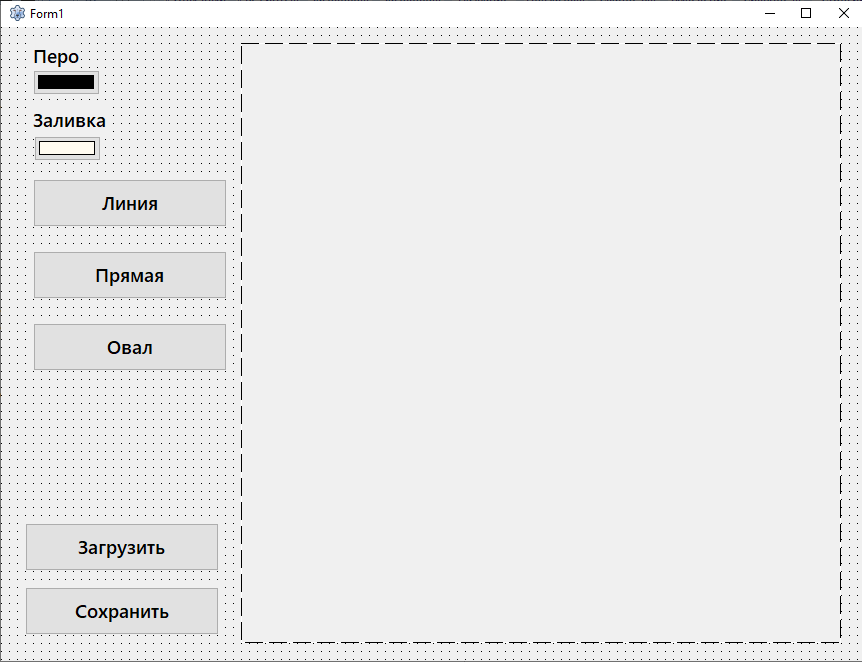 Form1
Перо
Заливка
Линия
Прямая
Овал
Загрузить
Сохранить